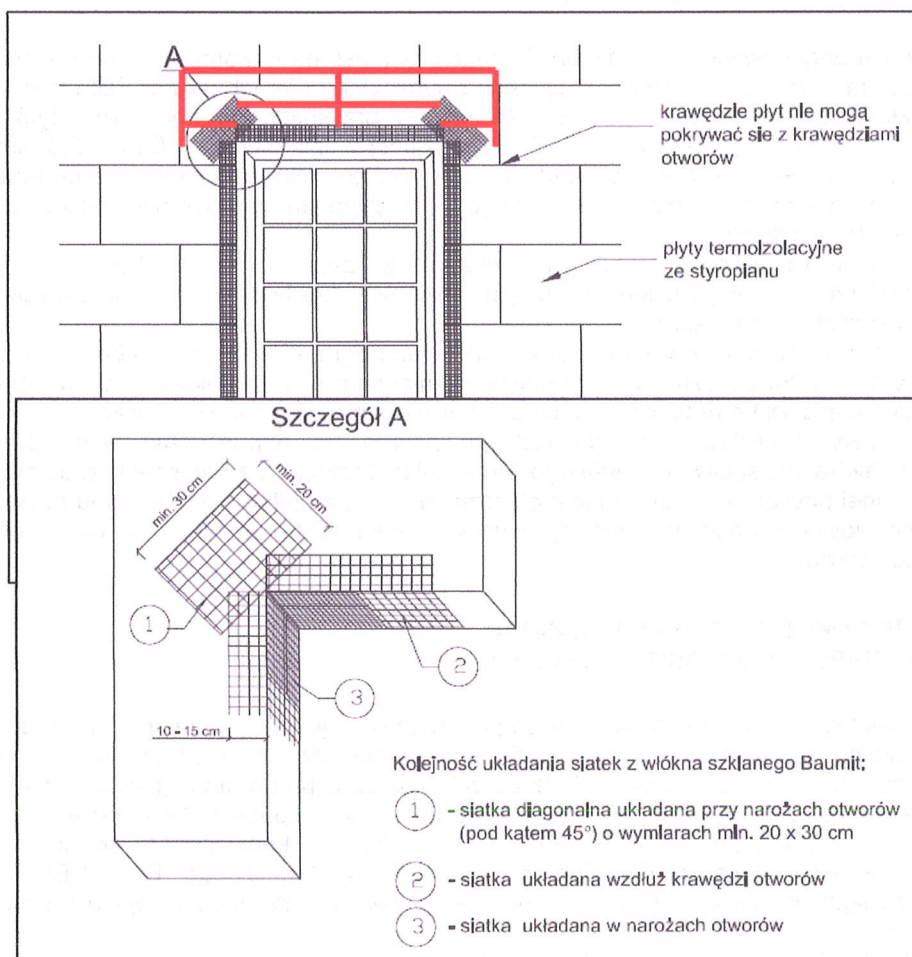 A
krawędzie płyt nie mogą
pokrywać sie z krawędziami
otworów
płyty termoizolacyjne
ze styropianu
Szczegół A
min. 30 cm
min. 20 cm
1
2
3
10 - 15 cm
Kolejność układania siatek z włókna szklanego Baumit:
1 - siatka diagonalna układana przy narożach otworów
(pod kątem 45°) o wymiarach min. 20 x 30 cm
2 - siatka układana wzdłuż krawędzi otworów
3 - siatka układana w narożach otworów